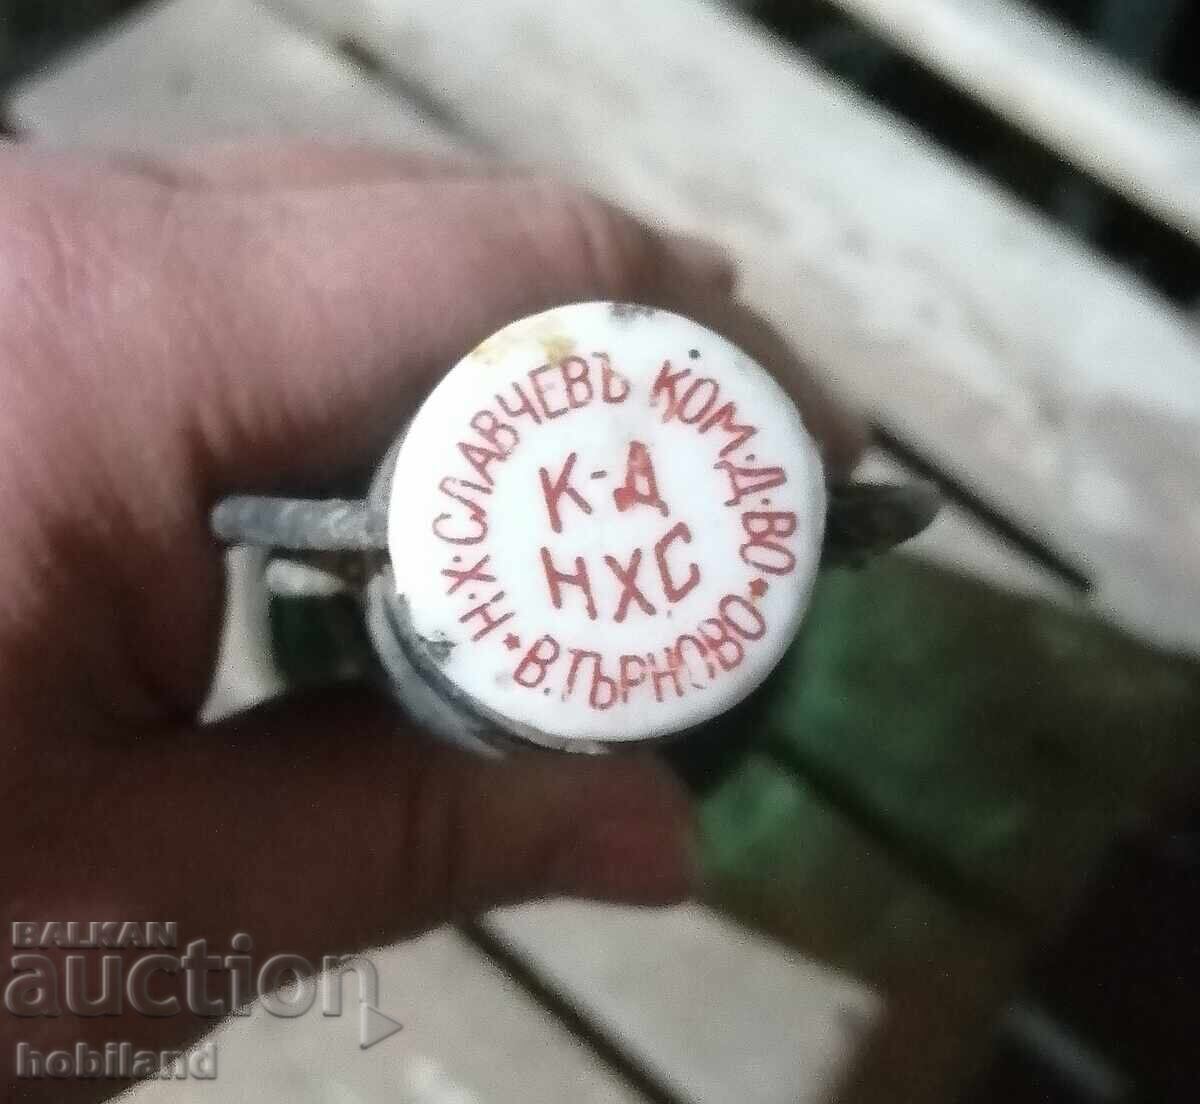 Н·Х·СЛАВЧЕВЪ КОМ·Д·ВО
* В.ТЪРНОВО *
К-Д
НХС
BALKAN
auction
hobiland